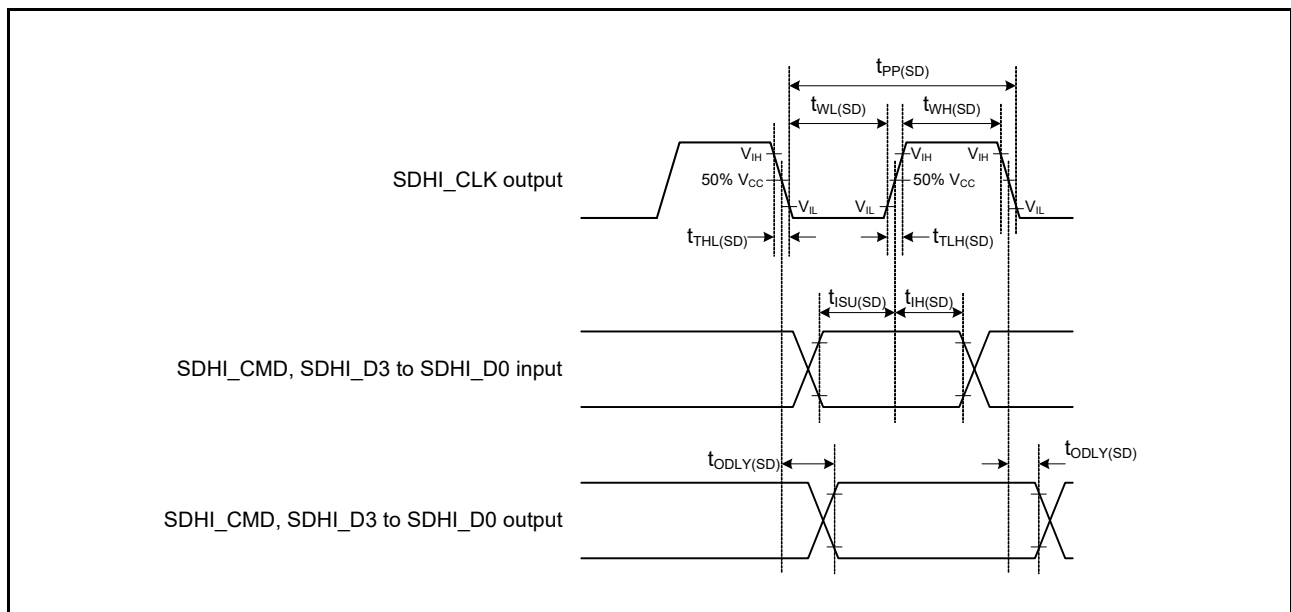 tPP(SD)
tWL(SD) tWH(SD)
VIH VIH VIH
SDHI_CLK output 50% VCC 50% VCC
VIL VIL VIL
tTHL(SD) tTLH(SD)
tISU(SD) tIH(SD)
SDHI_CMD, SDHI_D3 to SDHI_D0 input
tODLY(SD) tODLY(SD)
SDHI_CMD, SDHI_D3 to SDHI_D0 output